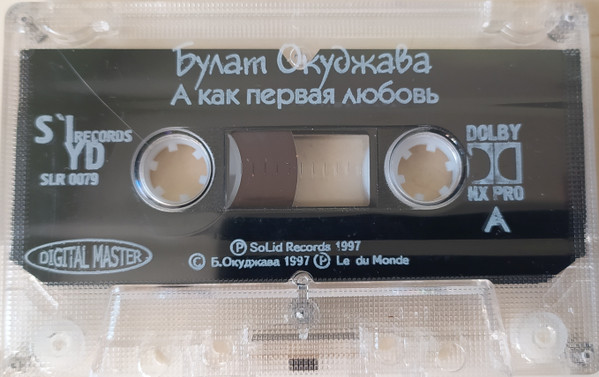 Булат Окуджава
А как первая любовь
S`L RECORDS
YD
SLR 0079
DOLBY
HX PRO
A
DIGITAL MASTER
Ⓟ SoLid Records 1997
© Б.Окуджава 1997 Ⓟ Le du Monde